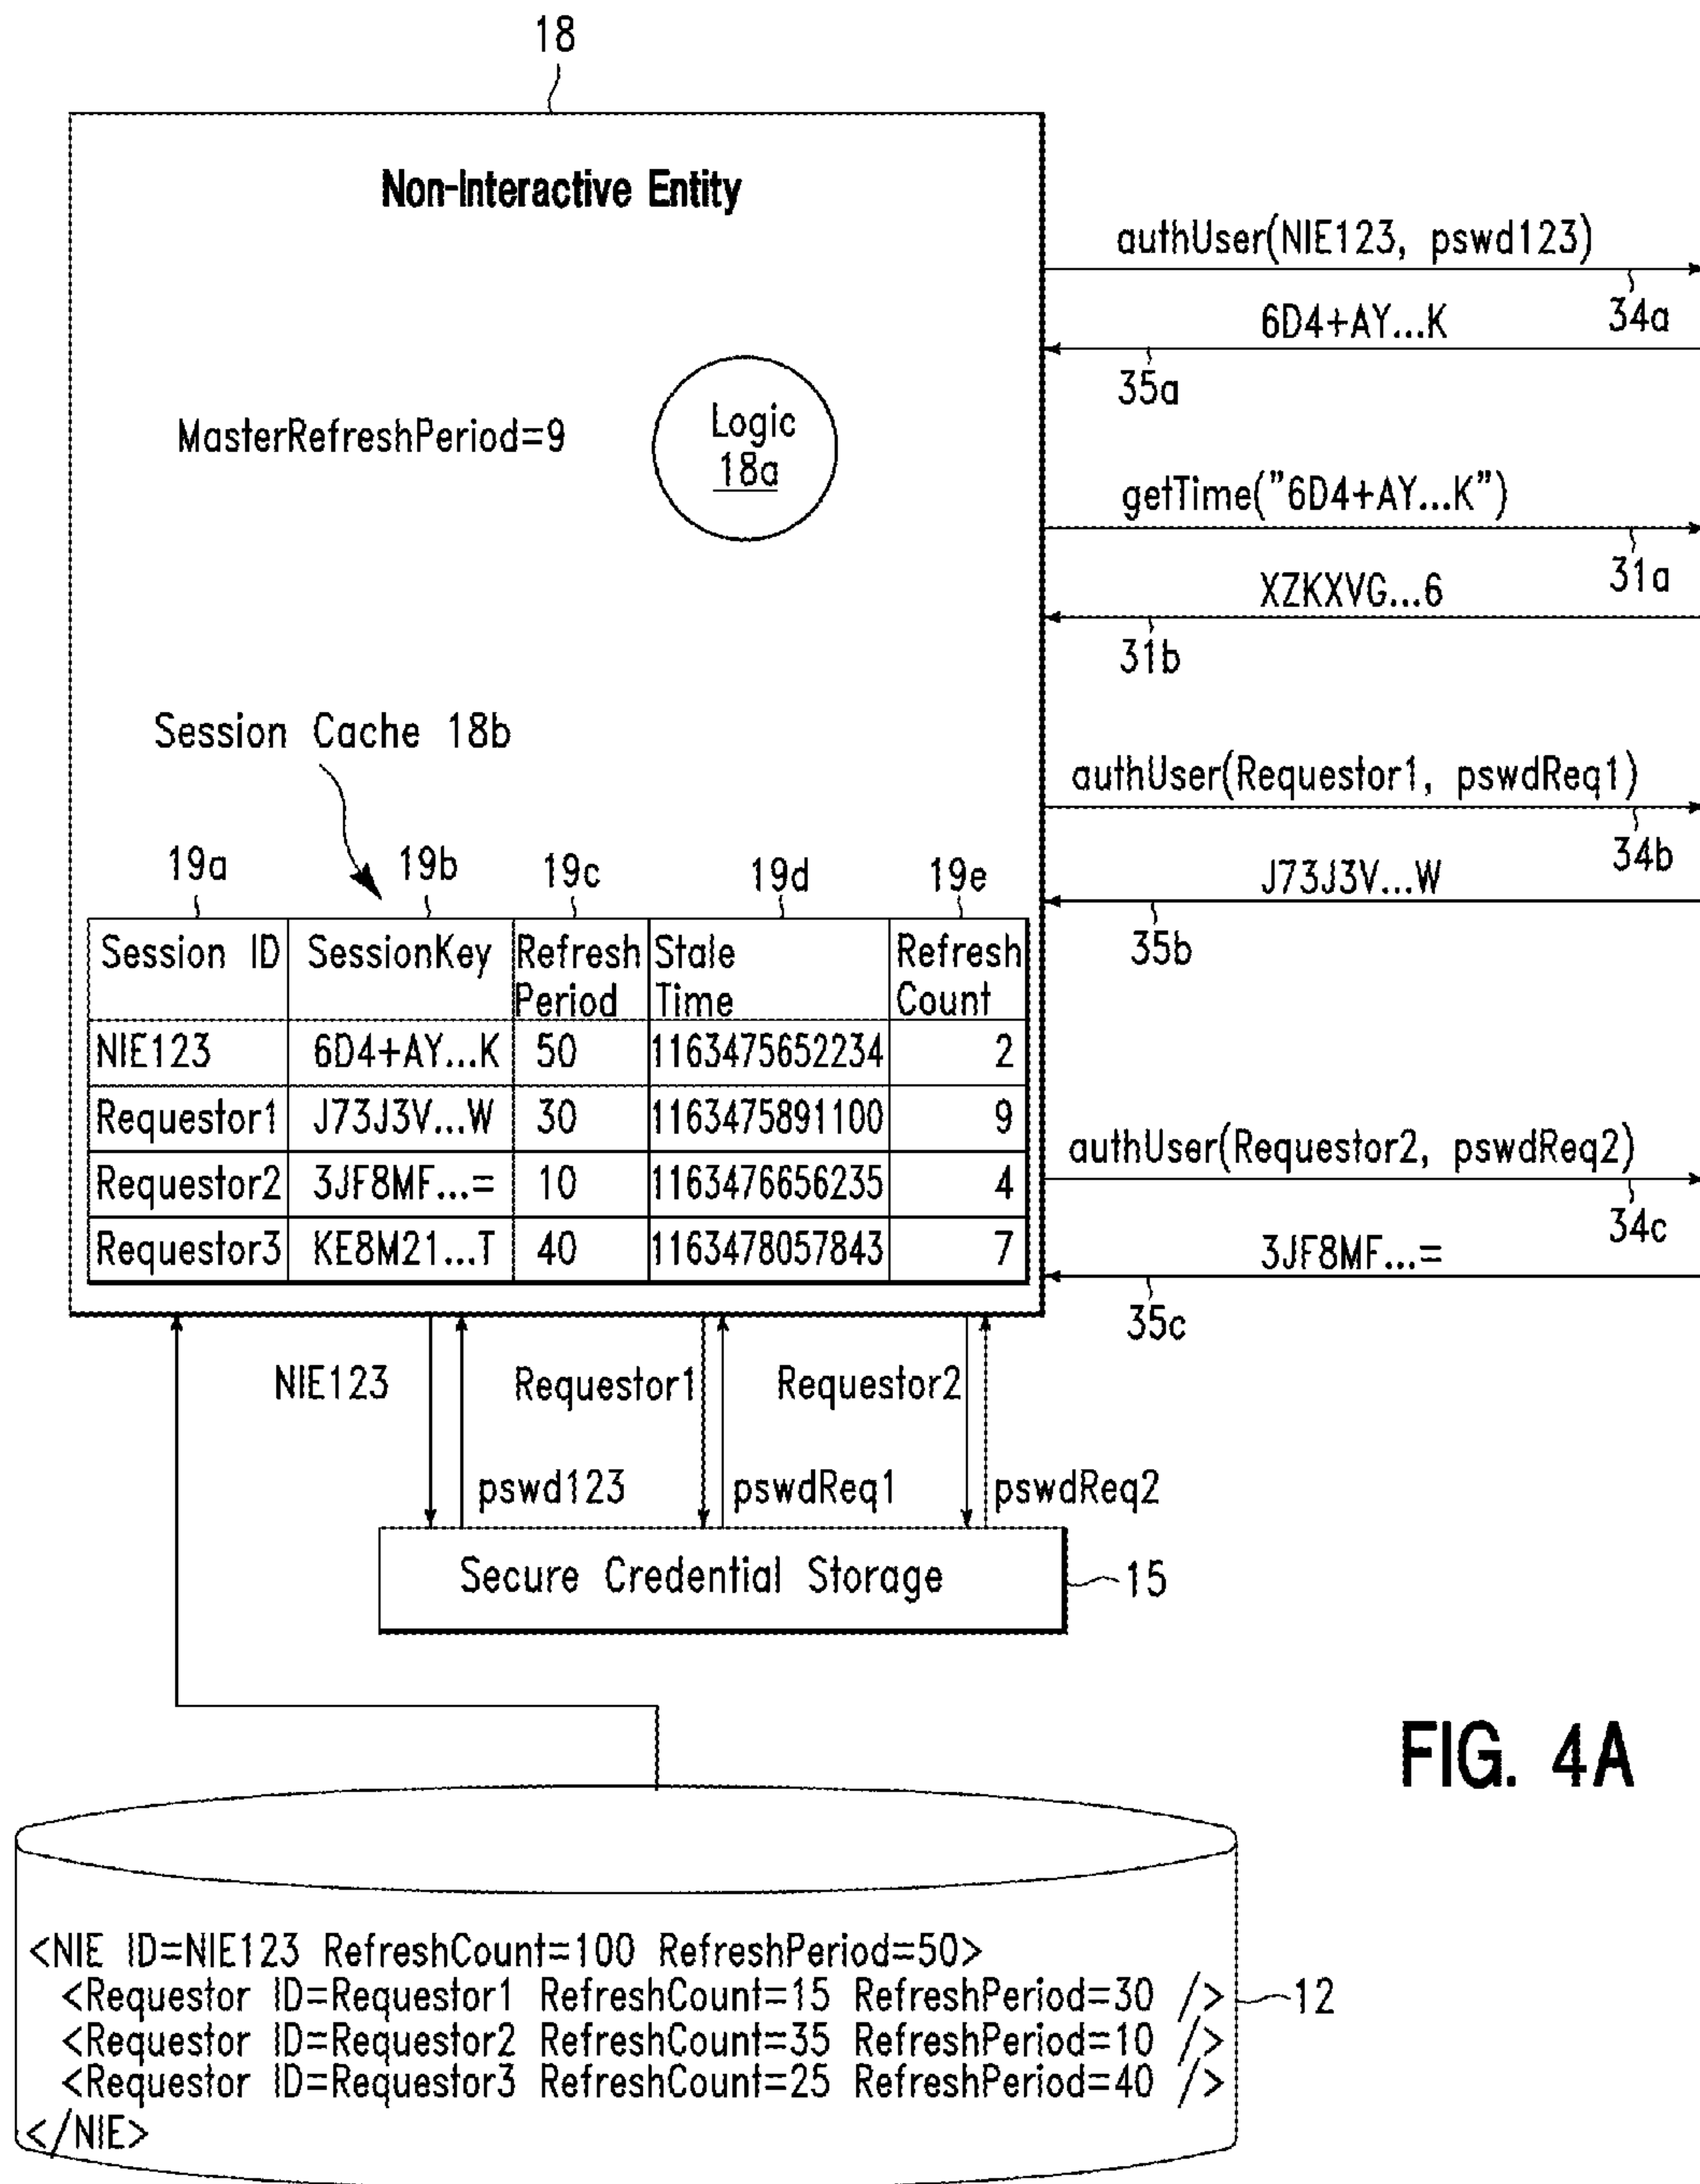 18
Non-Interactive Entity
authUser(NIE123, pswd123)
34a
6D4+AY...K
35a
MasterRefreshPeriod=9
Logic
18a
getTime("6D4+AY...K")
31a
XZKXVG...6
31b
Session Cache 18b
authUser(Requestor1, pswdReq1)
34b
J73J3V...W
35b
19a 19b 19c 19d 19e
Session ID SessionKey Refresh Period Stale Time Refresh Count
NIE123 6D4+AY...K 50 1163475652234 2
Requestor1 J73J3V...W 30 1163475891100 9
Requestor2 3JF8MF...= 10 1163476656235 4
Requestor3 KE8M21...T 40 1163478057843 7
authUser(Requestor2, pswdReq2)
34c
3JF8MF...=
35c
NIE123 Requestor1 Requestor2
pswd123 pswdReq1 pswdReq2
Secure Credential Storage
15
FIG. 4A
<NIE ID=NIE123 RefreshCount=100 RefreshPeriod=50>
<Requestor ID=Requestor1 RefreshCount=15 RefreshPeriod=30 />
<Requestor ID=Requestor2 RefreshCount=35 RefreshPeriod=10 />
<Requestor ID=Requestor3 RefreshCount=25 RefreshPeriod=40 />
</NIE>
12